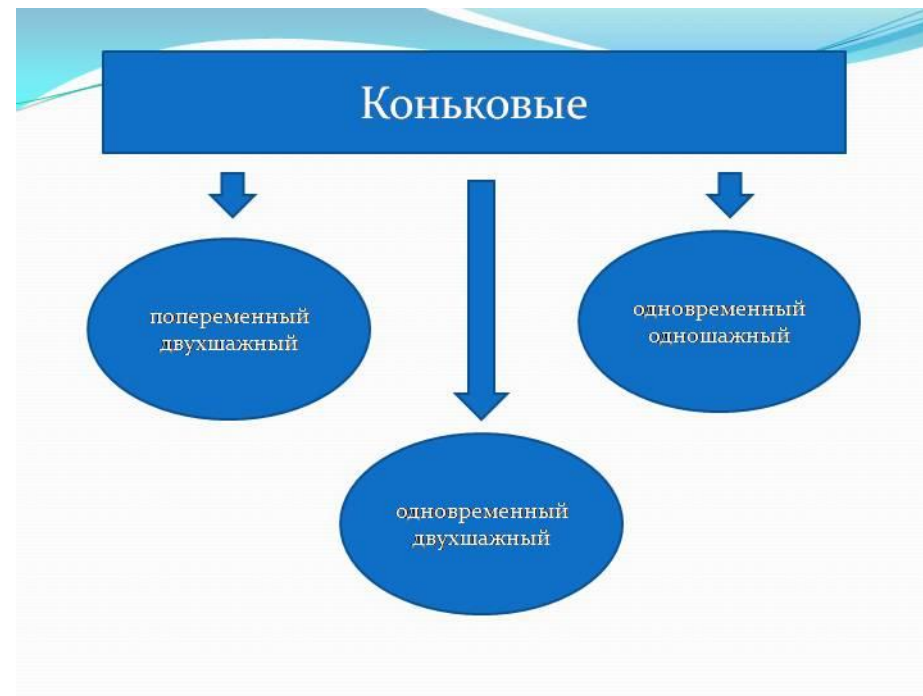 Коньковые
попеременный
двухшажный
одновременный
одношажный
одновременный
двухшажный